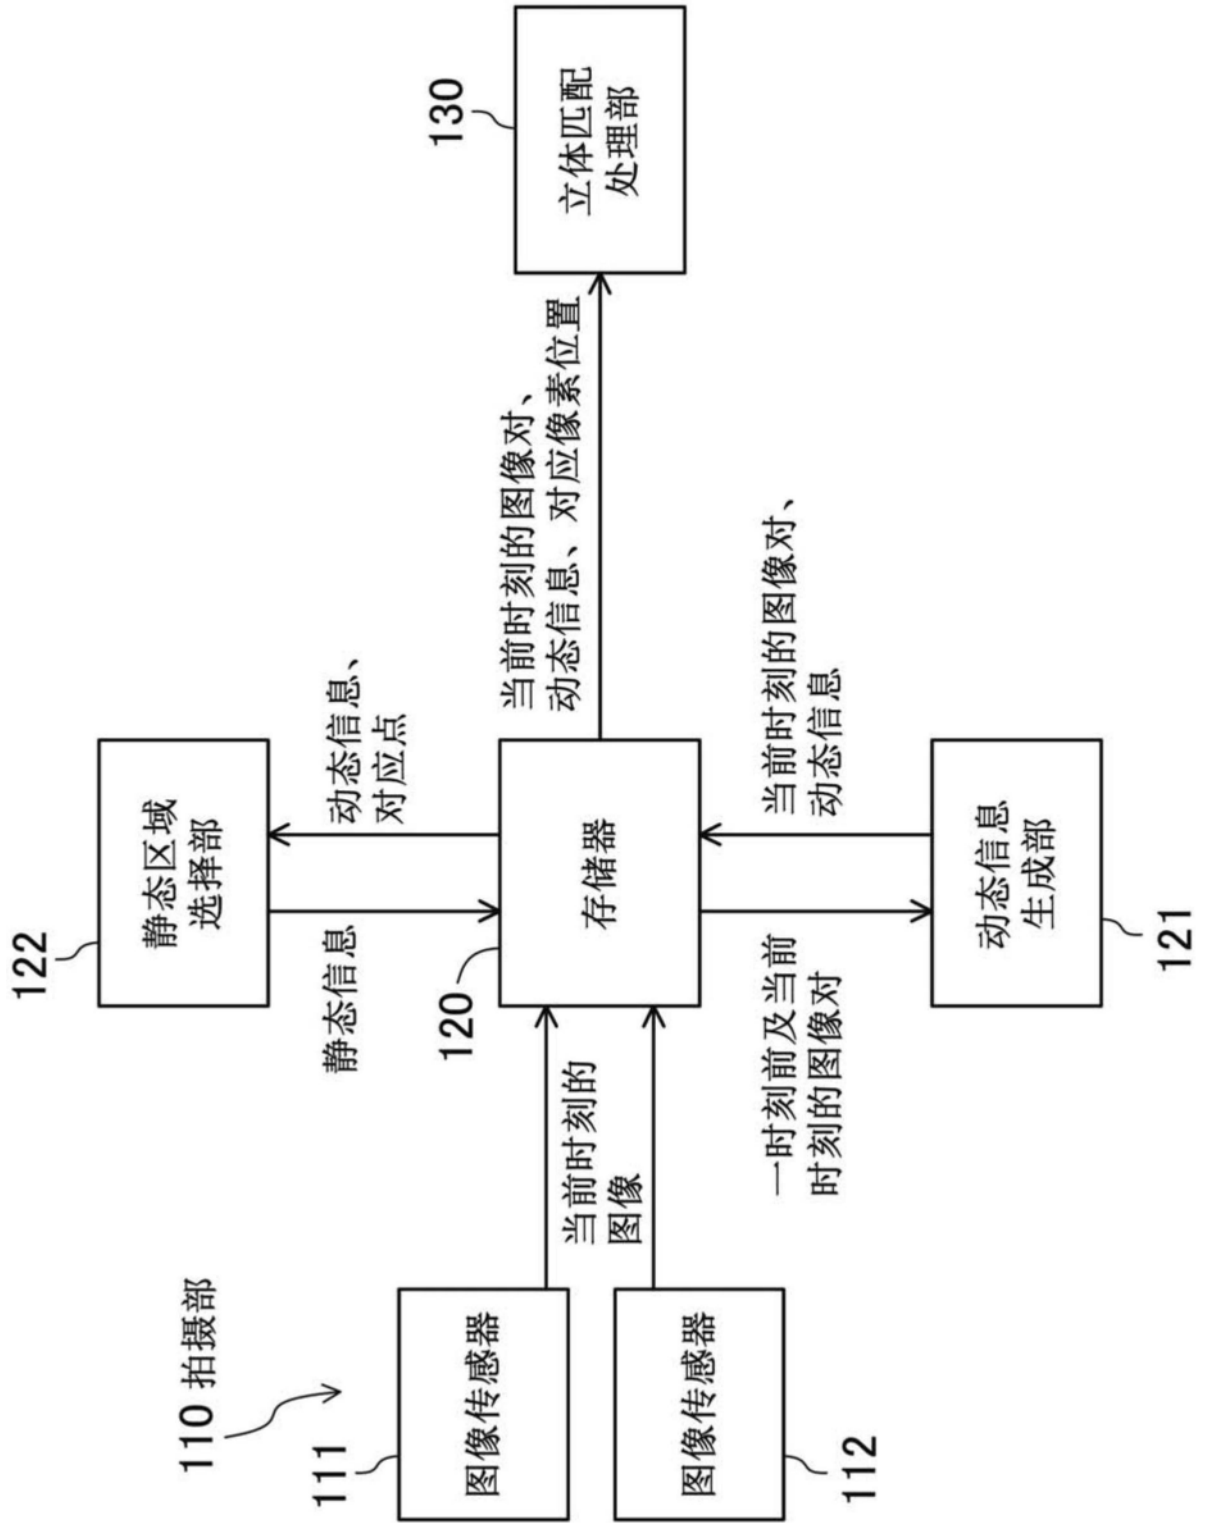 110 拍摄部
111
图像传感器
图像传感器
112
当前时刻的
图像
122
静态区域
选择部
静态信息
动态信息、
对应点
120
存储器
一时刻前及当前
时刻的图像对
当前时刻的图像对、
动态信息
动态信息
生成部
121
当前时刻的图像对、
动态信息、对应像素位置
130
立体匹配
处理部